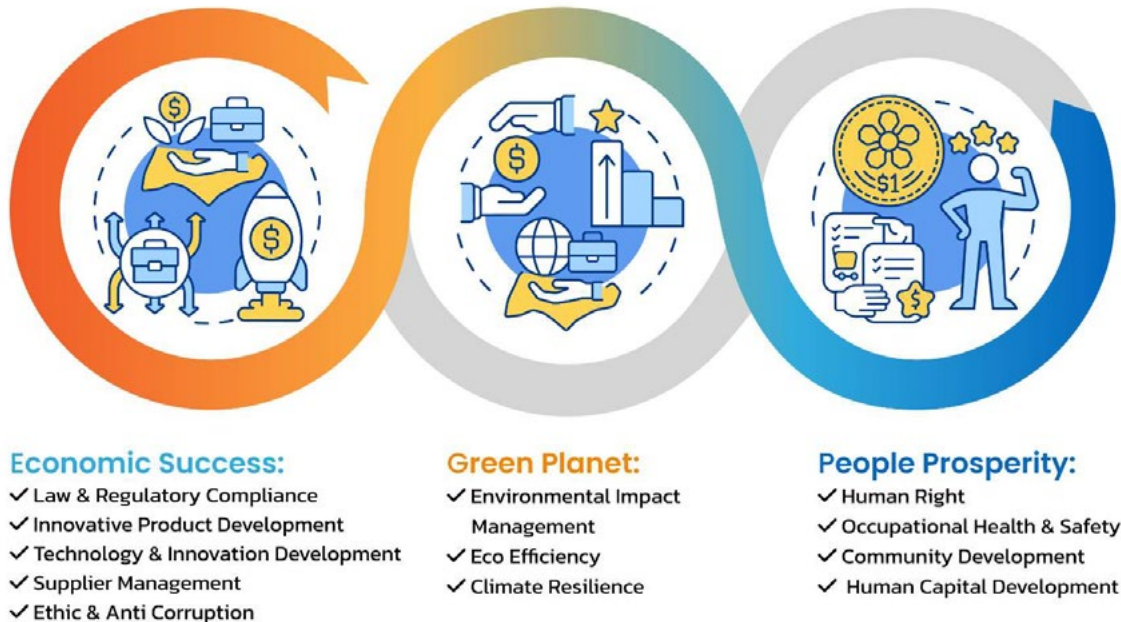 $
$
$
$1
$
Economic Success:
✓ Law & Regulatory Compliance
✓ Innovative Product Development
✓ Technology & Innovation Development
✓ Supplier Management
✓ Ethic & Anti Corruption
Green Planet:
✓ Environmental Impact
Management
✓ Eco Efficiency
✓ Climate Resilience
People Prosperity:
✓ Human Right
✓ Occupational Health & Safety
✓ Community Development
✓ Human Capital Development